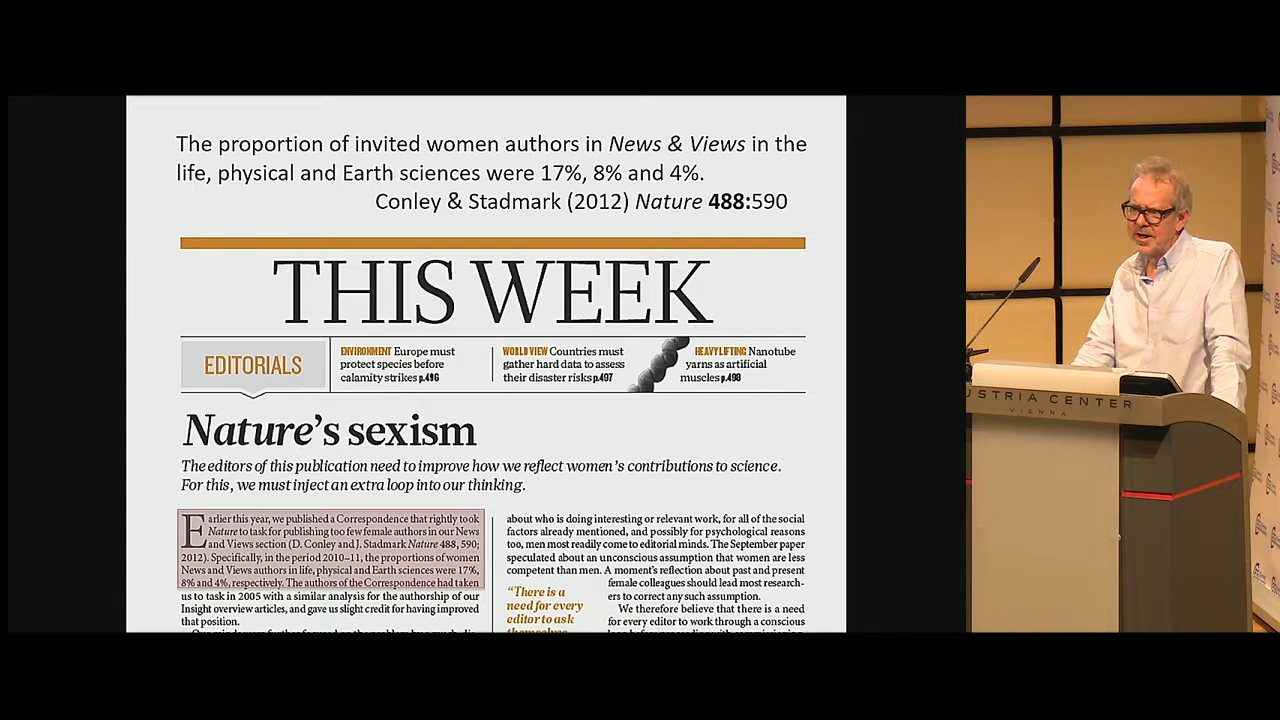 The proportion of invited women authors in News & Views in the
life, physical and Earth sciences were 17%, 8% and 4%.
Conley & Stadmark (2012) Nature 488:590
THIS WEEK
EDITORIALS
ENVIRONMENT Europe must
protect species before
calamity strikes p.496
WORLD VIEW Countries must
gather hard data to assess
their disaster risks p.497
HEAVY LIFTING Nanotube
yarns as artificial
muscles p.498
Nature's sexism
The editors of this publication need to improve how we reflect women's contributions to science.
For this, we must inject an extra loop into our thinking.
Earlier this year, we published a Correspondence that rightly took
Nature to task for publishing too few female authors in our News
and Views section (D. Conley and J. Stadmark Nature 488, 590;
2012). Specifically, in the period 2010–11, the proportions of women
News and Views authors in life, physical and Earth sciences were 17%,
8% and 4%, respectively. The authors of the Correspondence had taken
us to task in 2005 with a similar analysis for the authorship of our
Insight overview articles, and gave us slight credit for having improved
that position.
about who is doing interesting or relevant work, for all of the social
factors already mentioned, and possibly for psychological reasons
too, men most readily come to editorial minds. The September paper
speculated about an unconscious assumption that women are less
competent than men. A moment's reflection about past and present
female colleagues should lead most research-
ers to correct any such assumption.
We therefore believe that there is a need
for every editor to work through a conscious
"There is a
need for every
editor to ask
themselves
USTRIA CENTER
VIENNA